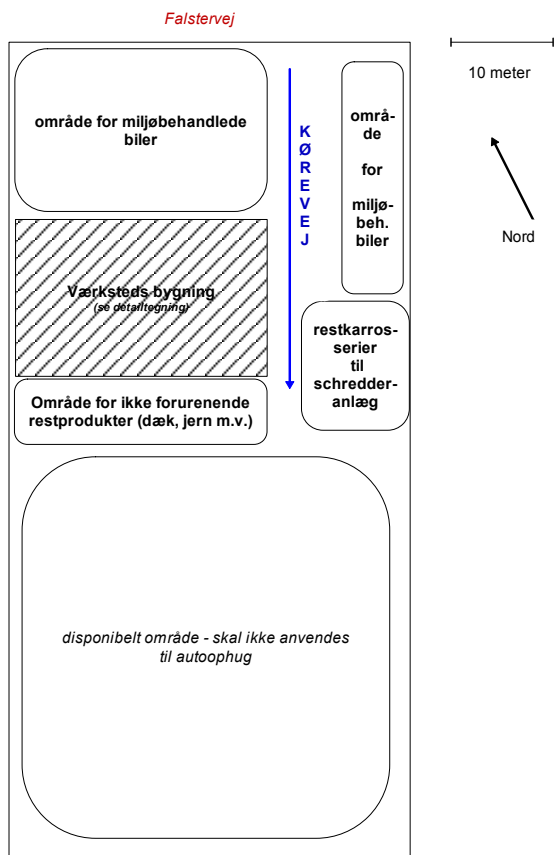 Falstervej
10 meter
Nord
område for miljøbehandlede
biler
K
Ø
R
E
V
E
J
områ-
de
for
miljø-
beh.
biler
Værksteds bygning
(se detailtegning)
restkarros-
serier
til
schredder-
anlæg
Område for ikke forurenende
restprodukter (dæk, jern m.v.)
disponibelt område - skal ikke anvendes
til autoophug